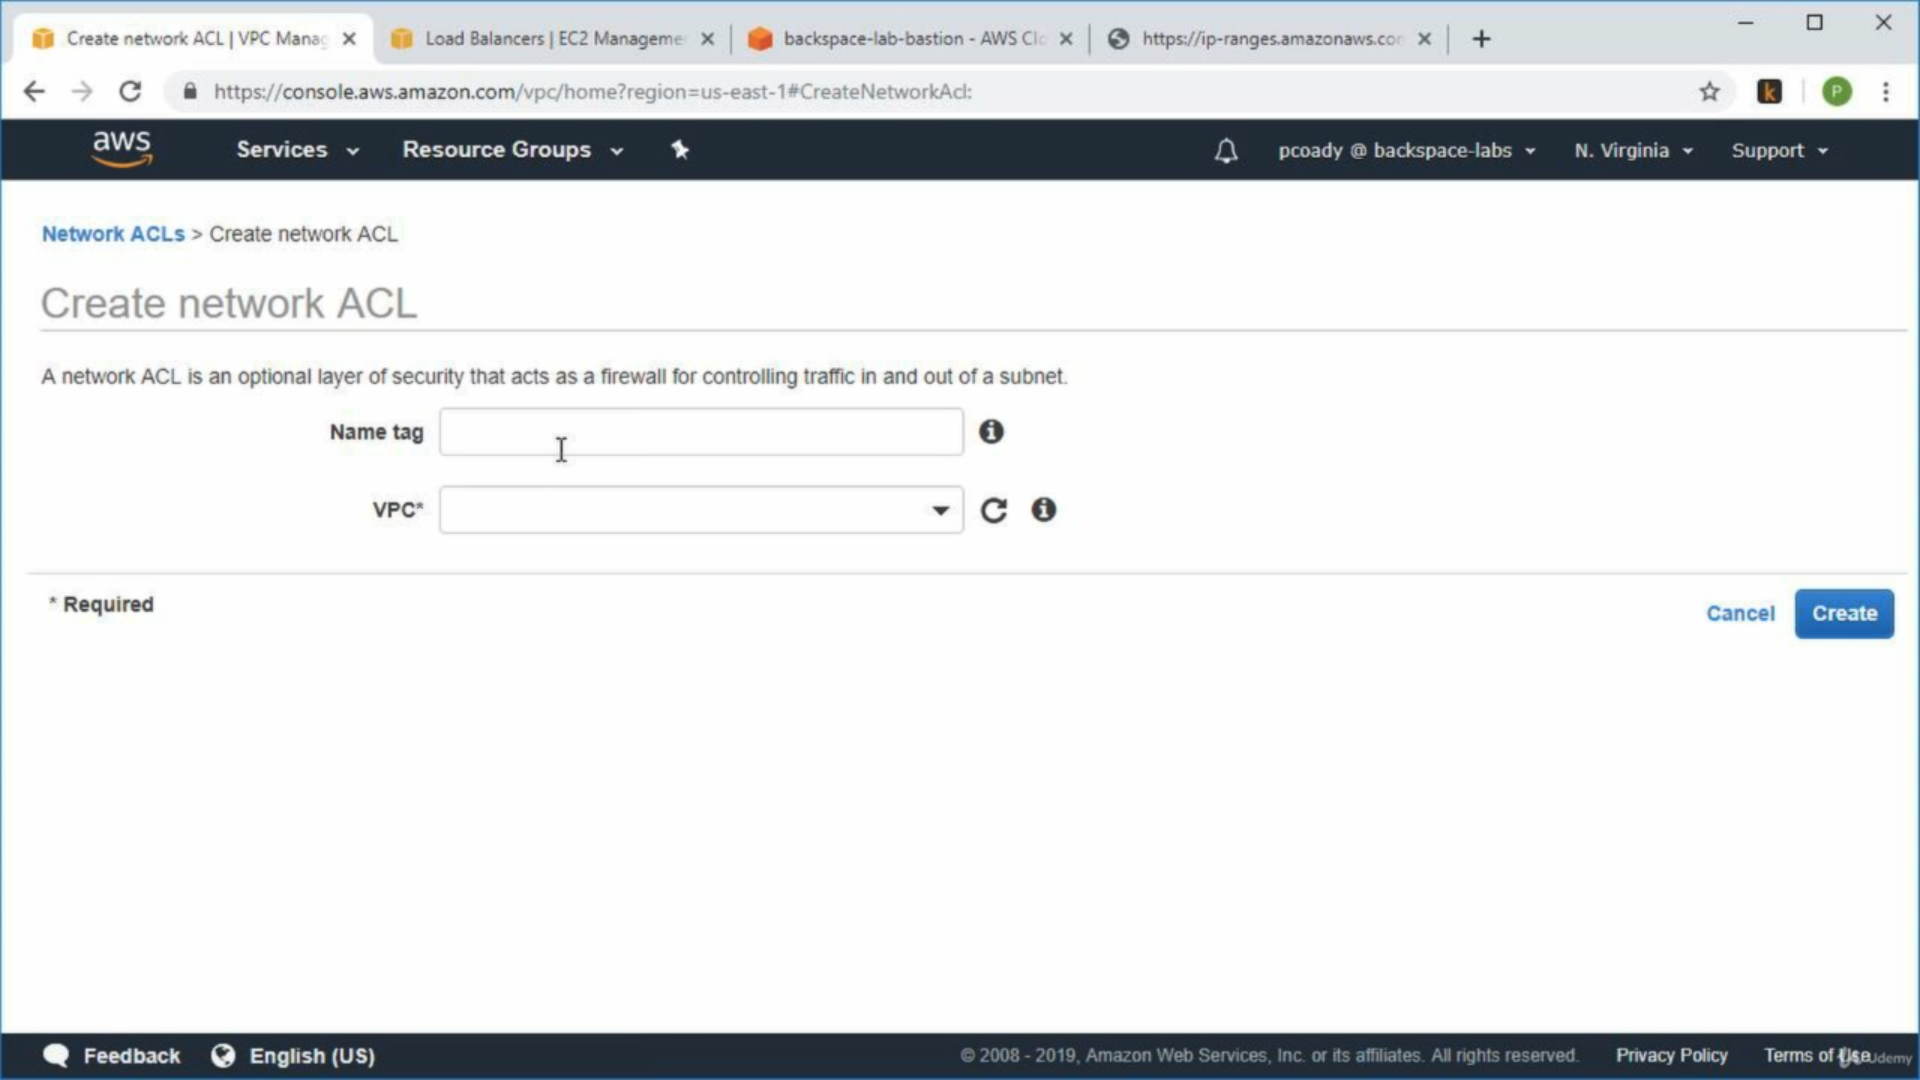 Create network ACL | VPC Manag
Load Balancers | EC2 Manageme
backspace-lab-bastion - AWS Clo
https://ip-ranges.amazonaws.com
https://console.aws.amazon.com/vpc/home?region=us-east-1#CreateNetworkAcl:
k
P
aws
Services
Resource Groups
pcoady @ backspace-labs
N. Virginia
Support
Network ACLs > Create network ACL
Create network ACL
A network ACL is an optional layer of security that acts as a firewall for controlling traffic in and out of a subnet.
Name tag
VPC*
* Required
Cancel
Create
Feedback
English (US)
© 2008 - 2019, Amazon Web Services, Inc. or its affiliates. All rights reserved.
Privacy Policy
Terms of Use
Udemy